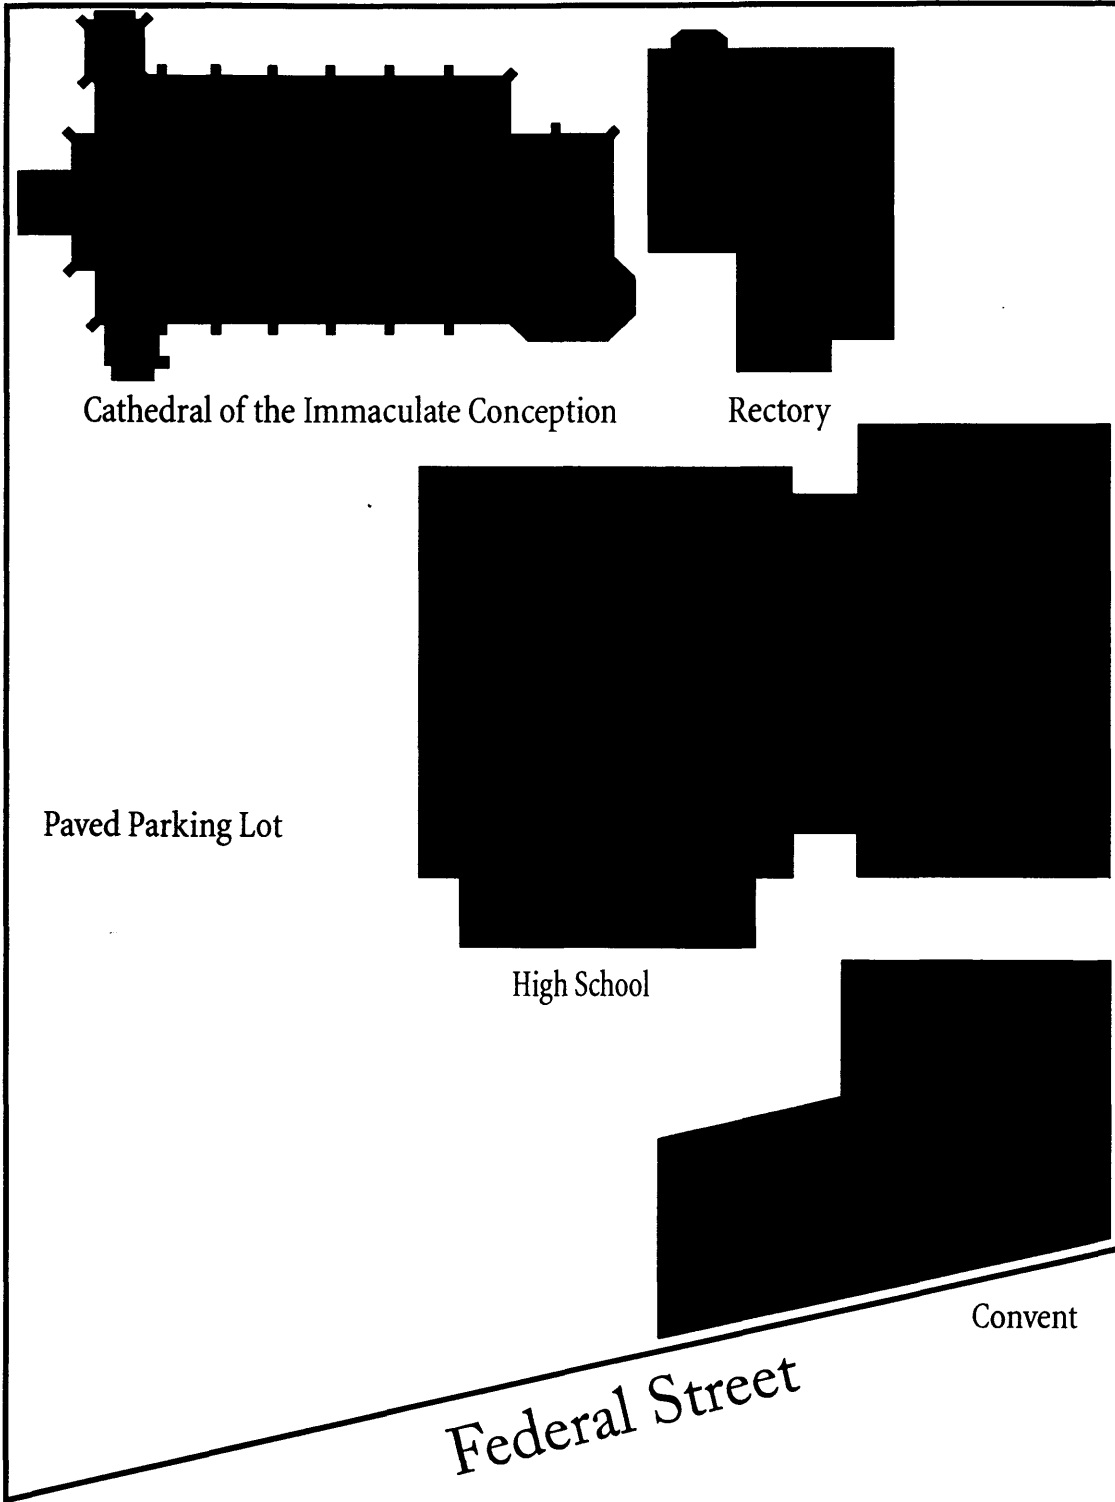 Cathedral of the Immaculate Conception
Rectory
Paved Parking Lot
High School
Convent
Federal Street